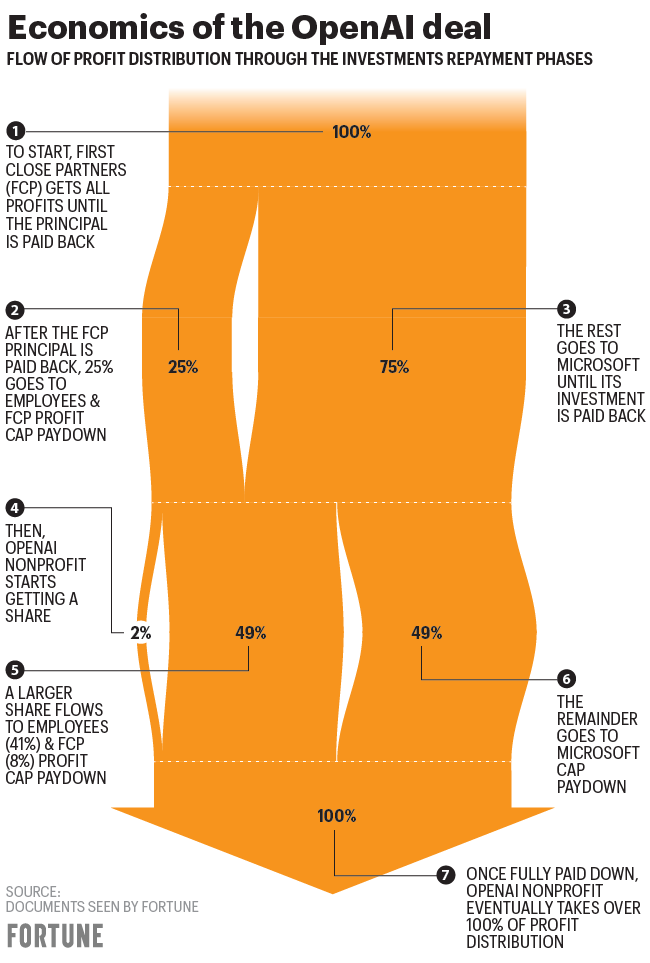 Economics of the OpenAI deal
FLOW OF PROFIT DISTRIBUTION THROUGH THE INVESTMENTS REPAYMENT PHASES
1
100%
TO START, FIRST
CLOSE PARTNERS
(FCP) GETS ALL
PROFITS UNTIL
THE PRINCIPAL
IS PAID BACK
2
AFTER THE FCP
PRINCIPAL IS
PAID BACK, 25%
GOES TO
EMPLOYEES &
FCP PROFIT
CAP PAYDOWN
25%
75%
3
THE REST
GOES TO
MICROSOFT
UNTIL ITS
INVESTMENT
IS PAID BACK
4
THEN,
OPENAI
NONPROFIT
STARTS
GETTING A
SHARE
2%
49%
49%
5
A LARGER
SHARE FLOWS
TO EMPLOYEES
(41%) & FCP
(8%) PROFIT
CAP PAYDOWN
6
THE
REMAINDER
GOES TO
MICROSOFT
CAP
PAYDOWN
100%
7
ONCE FULLY PAID DOWN,
OPENAI NONPROFIT
EVENTUALLY TAKES OVER
100% OF PROFIT
DISTRIBUTION
SOURCE:
DOCUMENTS SEEN BY FORTUNE
FORTUNE